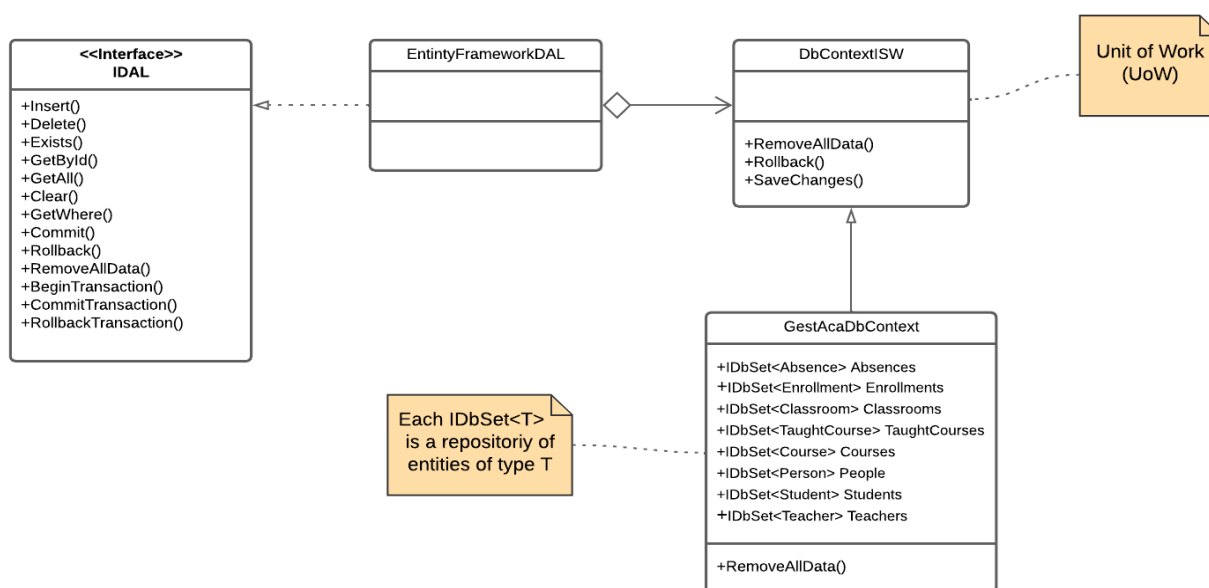 <<Interface>>
IDAL
+Insert()
+Delete()
+Exists()
+GetById()
+GetAll()
+Clear()
+GetWhere()
+Commit()
+Rollback()
+RemoveAllData()
+BeginTransaction()
+CommitTransaction()
+RollbackTransaction()
EntintyFrameworkDAL
DbContextISW
+RemoveAllData()
+Rollback()
+SaveChanges()
Unit of Work
(UoW)
Each IDbSet<T>
is a repositoriy of
entities of type T
GestAcaDbContext
+IDbSet<Absence> Absences
+IDbSet<Enrollment> Enrollments
+IDbSet<Classroom> Classrooms
+IDbSet<TaughtCourse> TaughtCourses
+IDbSet<Course> Courses
+IDbSet<Person> People
+IDbSet<Student> Students
+IDbSet<Teacher> Teachers
+RemoveAllData()